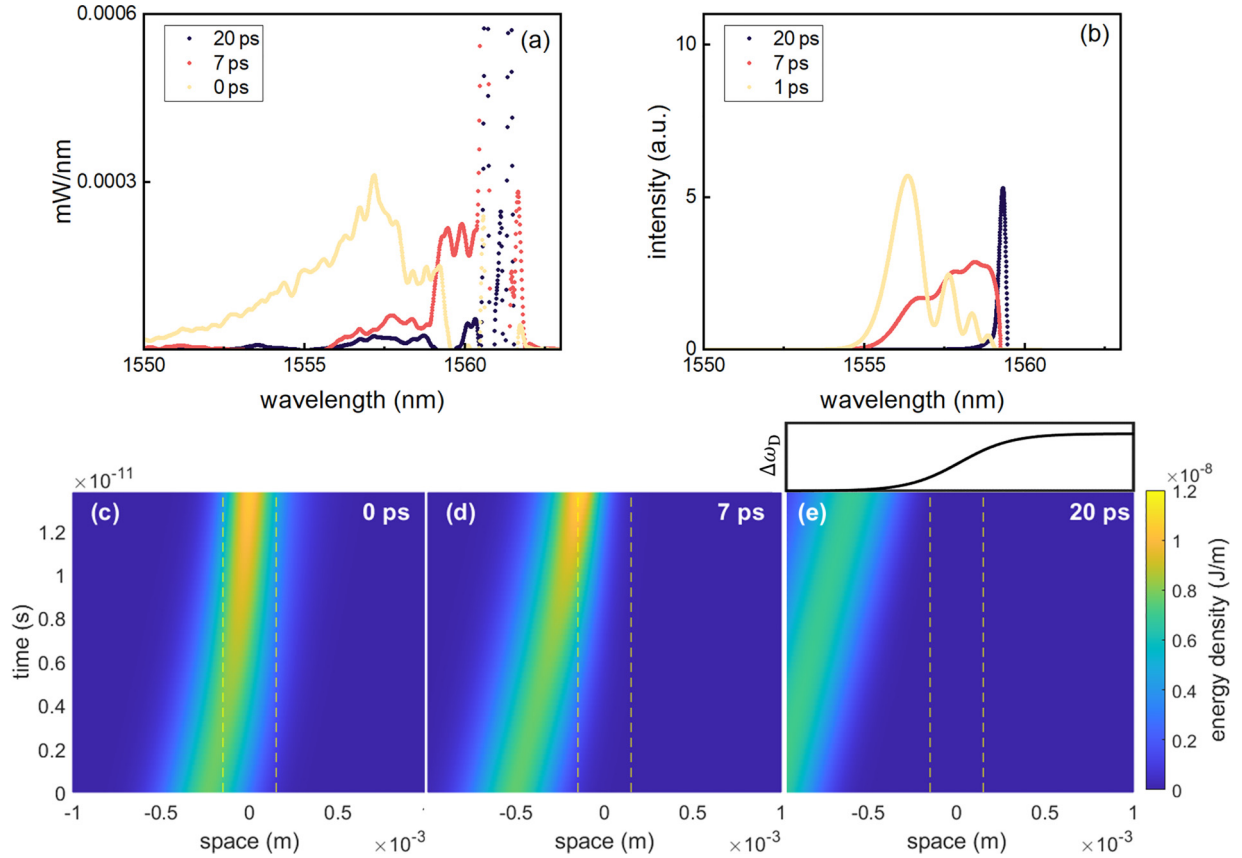 0.0006
20 ps
7 ps
0 ps
(a)
0.0003
mW/nm
1550
1555
1560
wavelength (nm)
10
20 ps
7 ps
1 ps
(b)
intensity (a.u.)
5
0
1550
1555
1560
wavelength (nm)
ΔωD
×10⁻¹¹
(c)
0 ps
(d)
7 ps
(e)
20 ps
1.2
1
0.8
0.6
0.4
0.2
0
time (s)
-1
-0.5
0
0.5
space (m)
×10⁻³
-0.5
0
0.5
space (m)
×10⁻³
-0.5
0
0.5
1
space (m)
×10⁻³
×10⁻⁸
1.2
1
0.8
0.6
0.4
0.2
0
energy density (J/m)